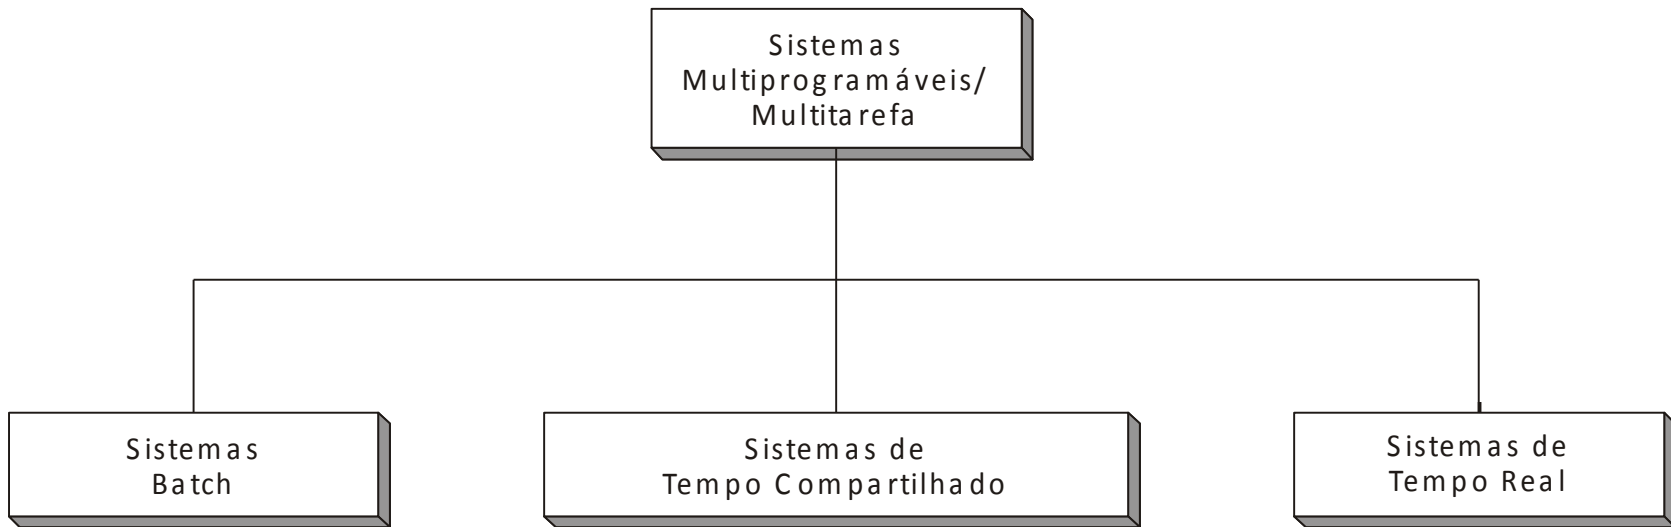 Sistemas
Multiprogramáveis/
Multitarefa
Sistemas
Batch
Sistemas de
Tempo Compartilhado
Sistemas de
Tempo Real